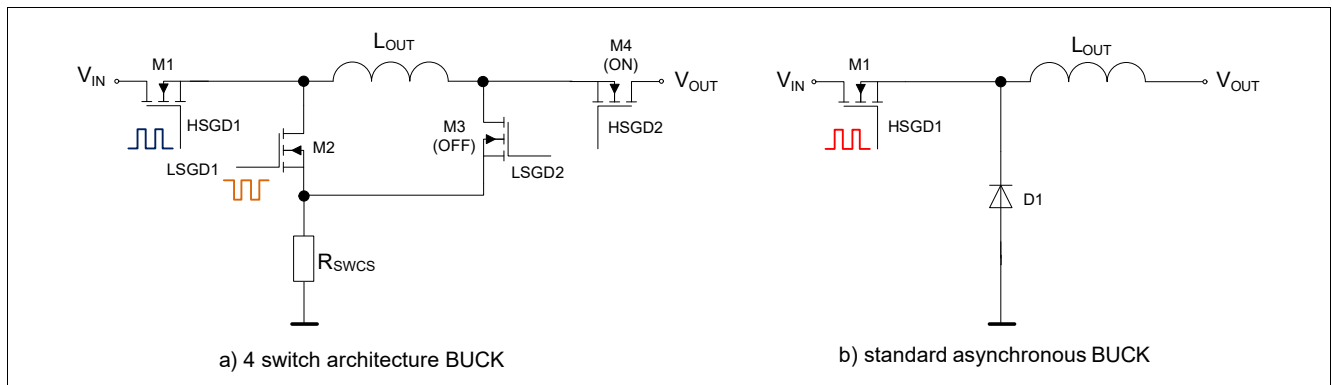 LOUT
M4
(ON)
M1
VIN
VOUT
HSGD1
HSGD2
M3
(OFF)
M2
LSGD1
LSGD2
RSWCS
a) 4 switch architecture BUCK
LOUT
M1
VIN
VOUT
HSGD1
D1
b) standard asynchronous BUCK